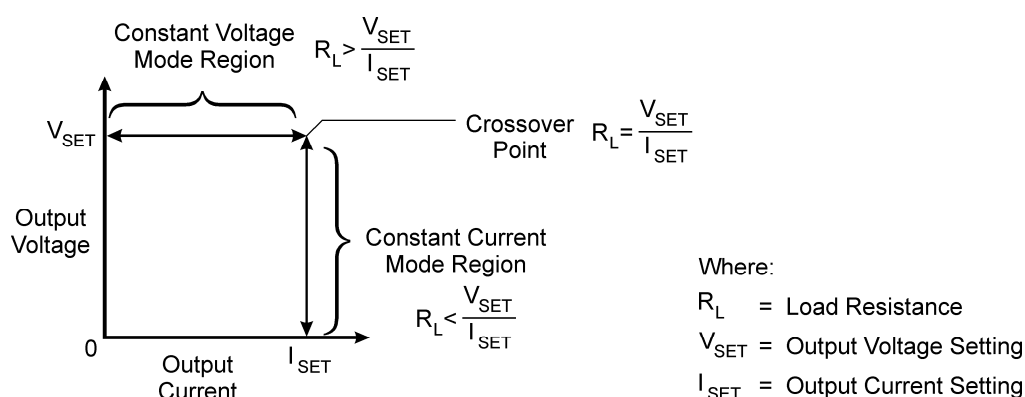 Constant Voltage
Mode Region
R_L > V_SET / I_SET
V_SET
Crossover
Point
R_L = V_SET / I_SET
Output
Voltage
Constant Current
Mode Region
R_L < V_SET / I_SET
0
Output
Current
I_SET
Where:
R_L = Load Resistance
V_SET = Output Voltage Setting
I_SET = Output Current Setting